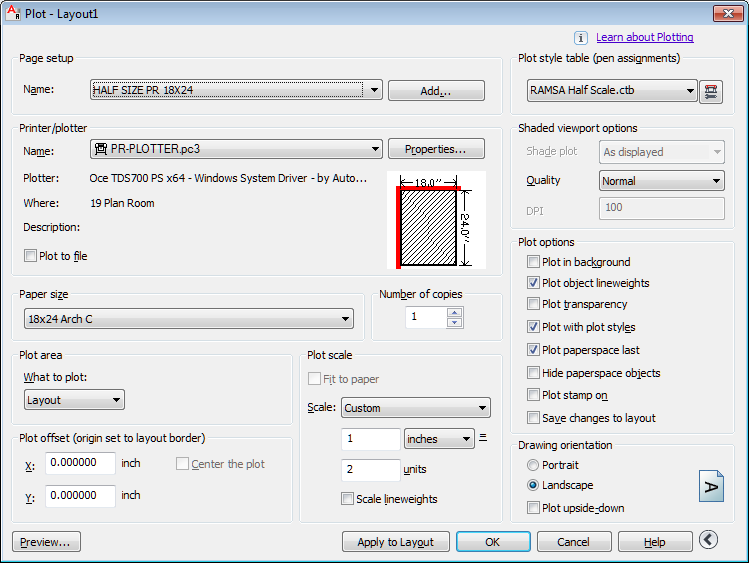 Plot - Layout1
Learn about Plotting
Page setup
Name: HALF SIZE PR 18X24 Add...
Plot style table (pen assignments)
RAMSA Half Scale.ctb
Printer/plotter
Name: PR-PLOTTER.pc3 Properties...
Plotter: Oce TDS700 PS x64 - Windows System Driver - by Auto...
Where: 19 Plan Room
Description:
Plot to file
18.0''
24.0''
Shaded viewport options
Shade plot As displayed
Quality Normal
DPI 100
Paper size
18x24 Arch C
Number of copies
1
Plot options
Plot in background
Plot object lineweights
Plot transparency
Plot with plot styles
Plot paperspace last
Hide paperspace objects
Plot stamp on
Save changes to layout
Plot area
What to plot:
Layout
Plot scale
Fit to paper
Scale: Custom
1 inches =
2 units
Scale lineweights
Plot offset (origin set to layout border)
X: 0.000000 inch Center the plot
Y: 0.000000 inch
Drawing orientation
Portrait
Landscape
Plot upside-down
A
Preview... Apply to Layout OK Cancel Help